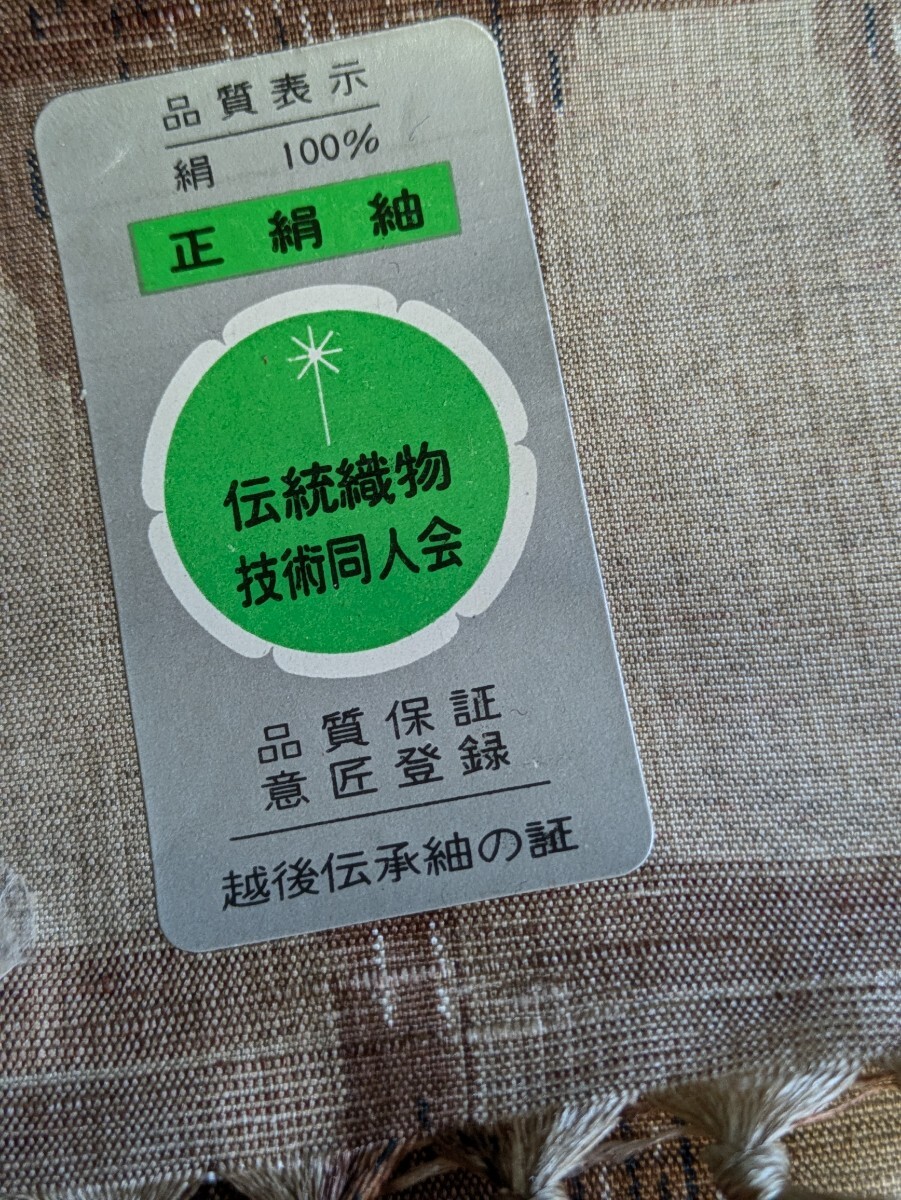 品質表示
絹 100%
正絹紬
伝統織物
技術同人会
品質保証
意匠登録
越後伝承紬の証